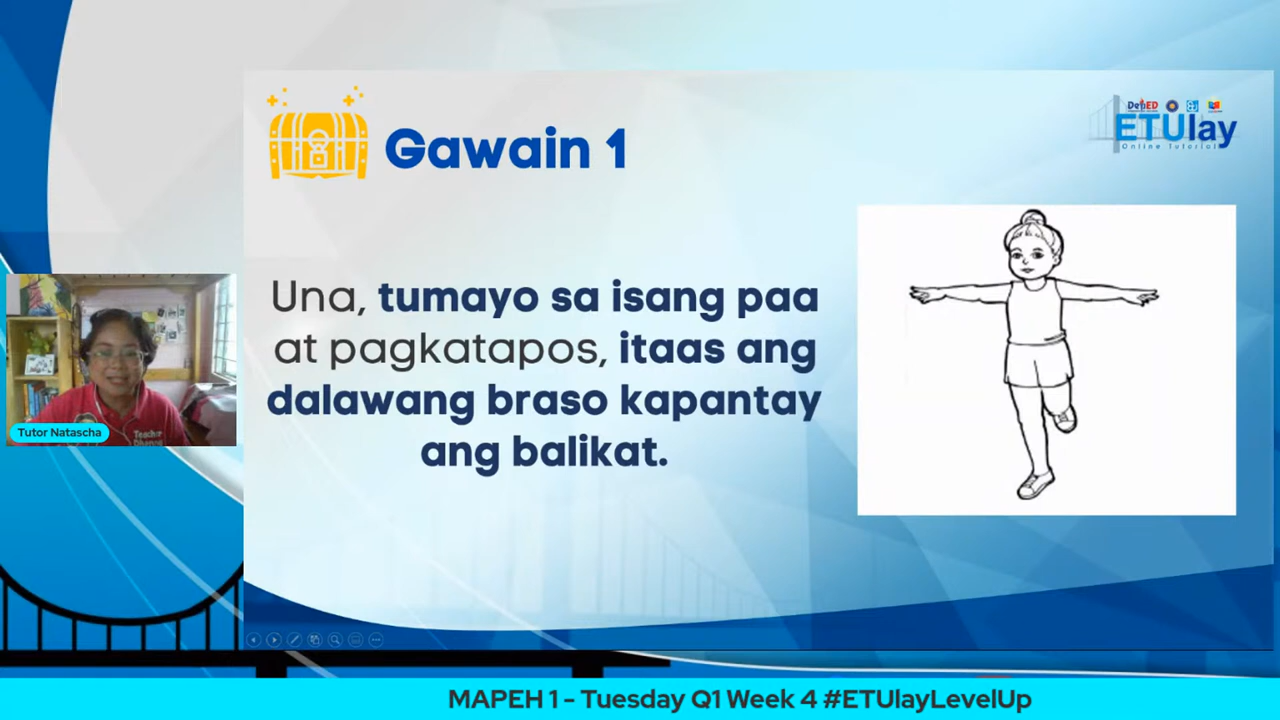 Gawain 1
DepED
ETUlay
Online Tutorial
Una, tumayo sa isang paa
at pagkatapos, itaas ang
dalawang braso kapantay
ang balikat.
Tutor Natascha
Teacher
MAPEH 1 - Tuesday Q1 Week 4 #ETUlayLevelUp